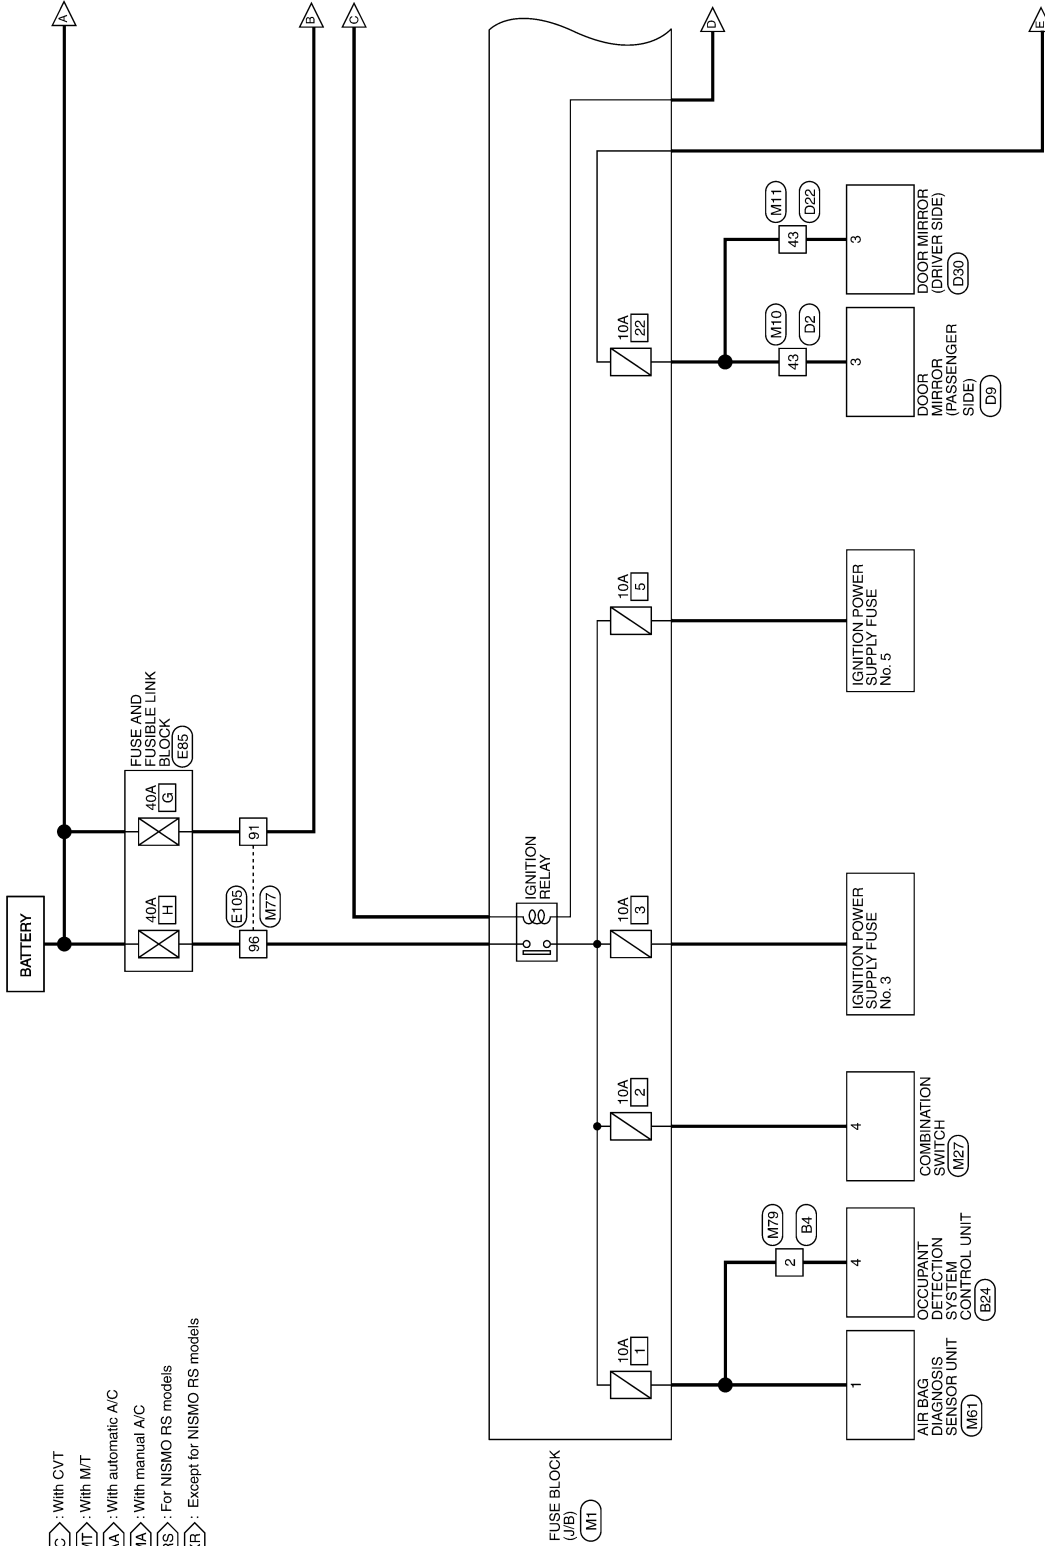 A
B
C
D
E
BATTERY
FUSE AND
FUSIBLE LINK
BLOCK
E85
40A
H
40A
G
96
91
E105
M77
C : With CVT
MT : With M/T
AA : With automatic A/C
MA : With manual A/C
RS : For NISMO RS models
XR : Except for NISMO RS models
FUSE BLOCK
(J/B)
M1
IGNITION
RELAY
10A
1
10A
2
10A
3
10A
5
10A
22
M79
2
B4
M10
43
D2
M11
43
D22
1
AIR BAG
DIAGNOSIS
SENSOR UNIT
M61
4
OCCUPANT
DETECTION
SYSTEM
CONTROL UNIT
B24
4
COMBINATION
SWITCH
M27
IGNITION POWER
SUPPLY FUSE
No. 3
IGNITION POWER
SUPPLY FUSE
No. 5
3
DOOR
MIRROR
(PASSENGER
SIDE)
D9
3
DOOR MIRROR
(DRIVER SIDE)
D30